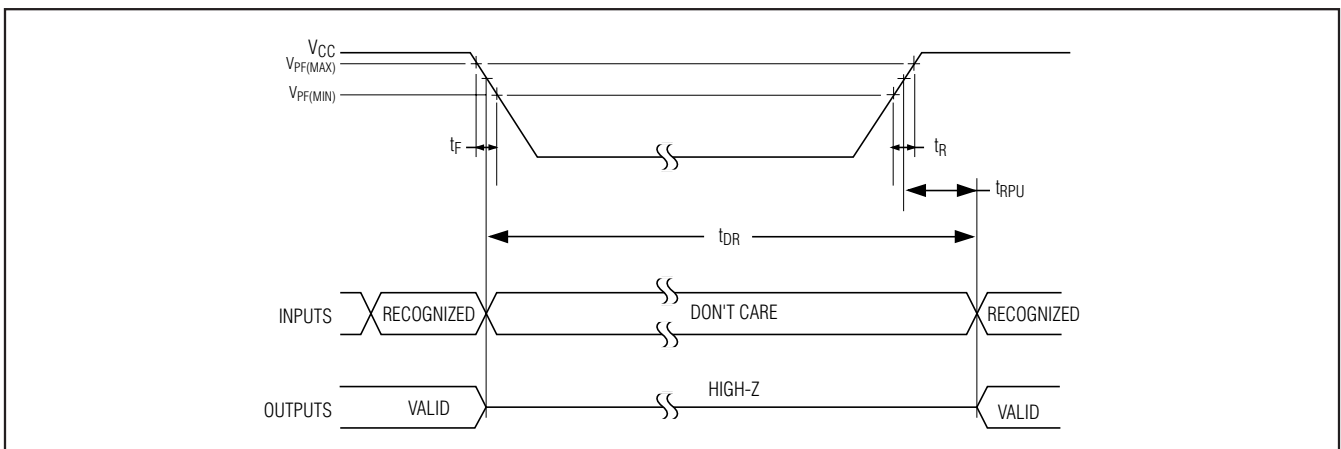 VCC
VPF(MAX)
VPF(MIN)
tF
tR
tRPU
tDR
INPUTS RECOGNIZED DON'T CARE RECOGNIZED
HIGH-Z
OUTPUTS VALID VALID